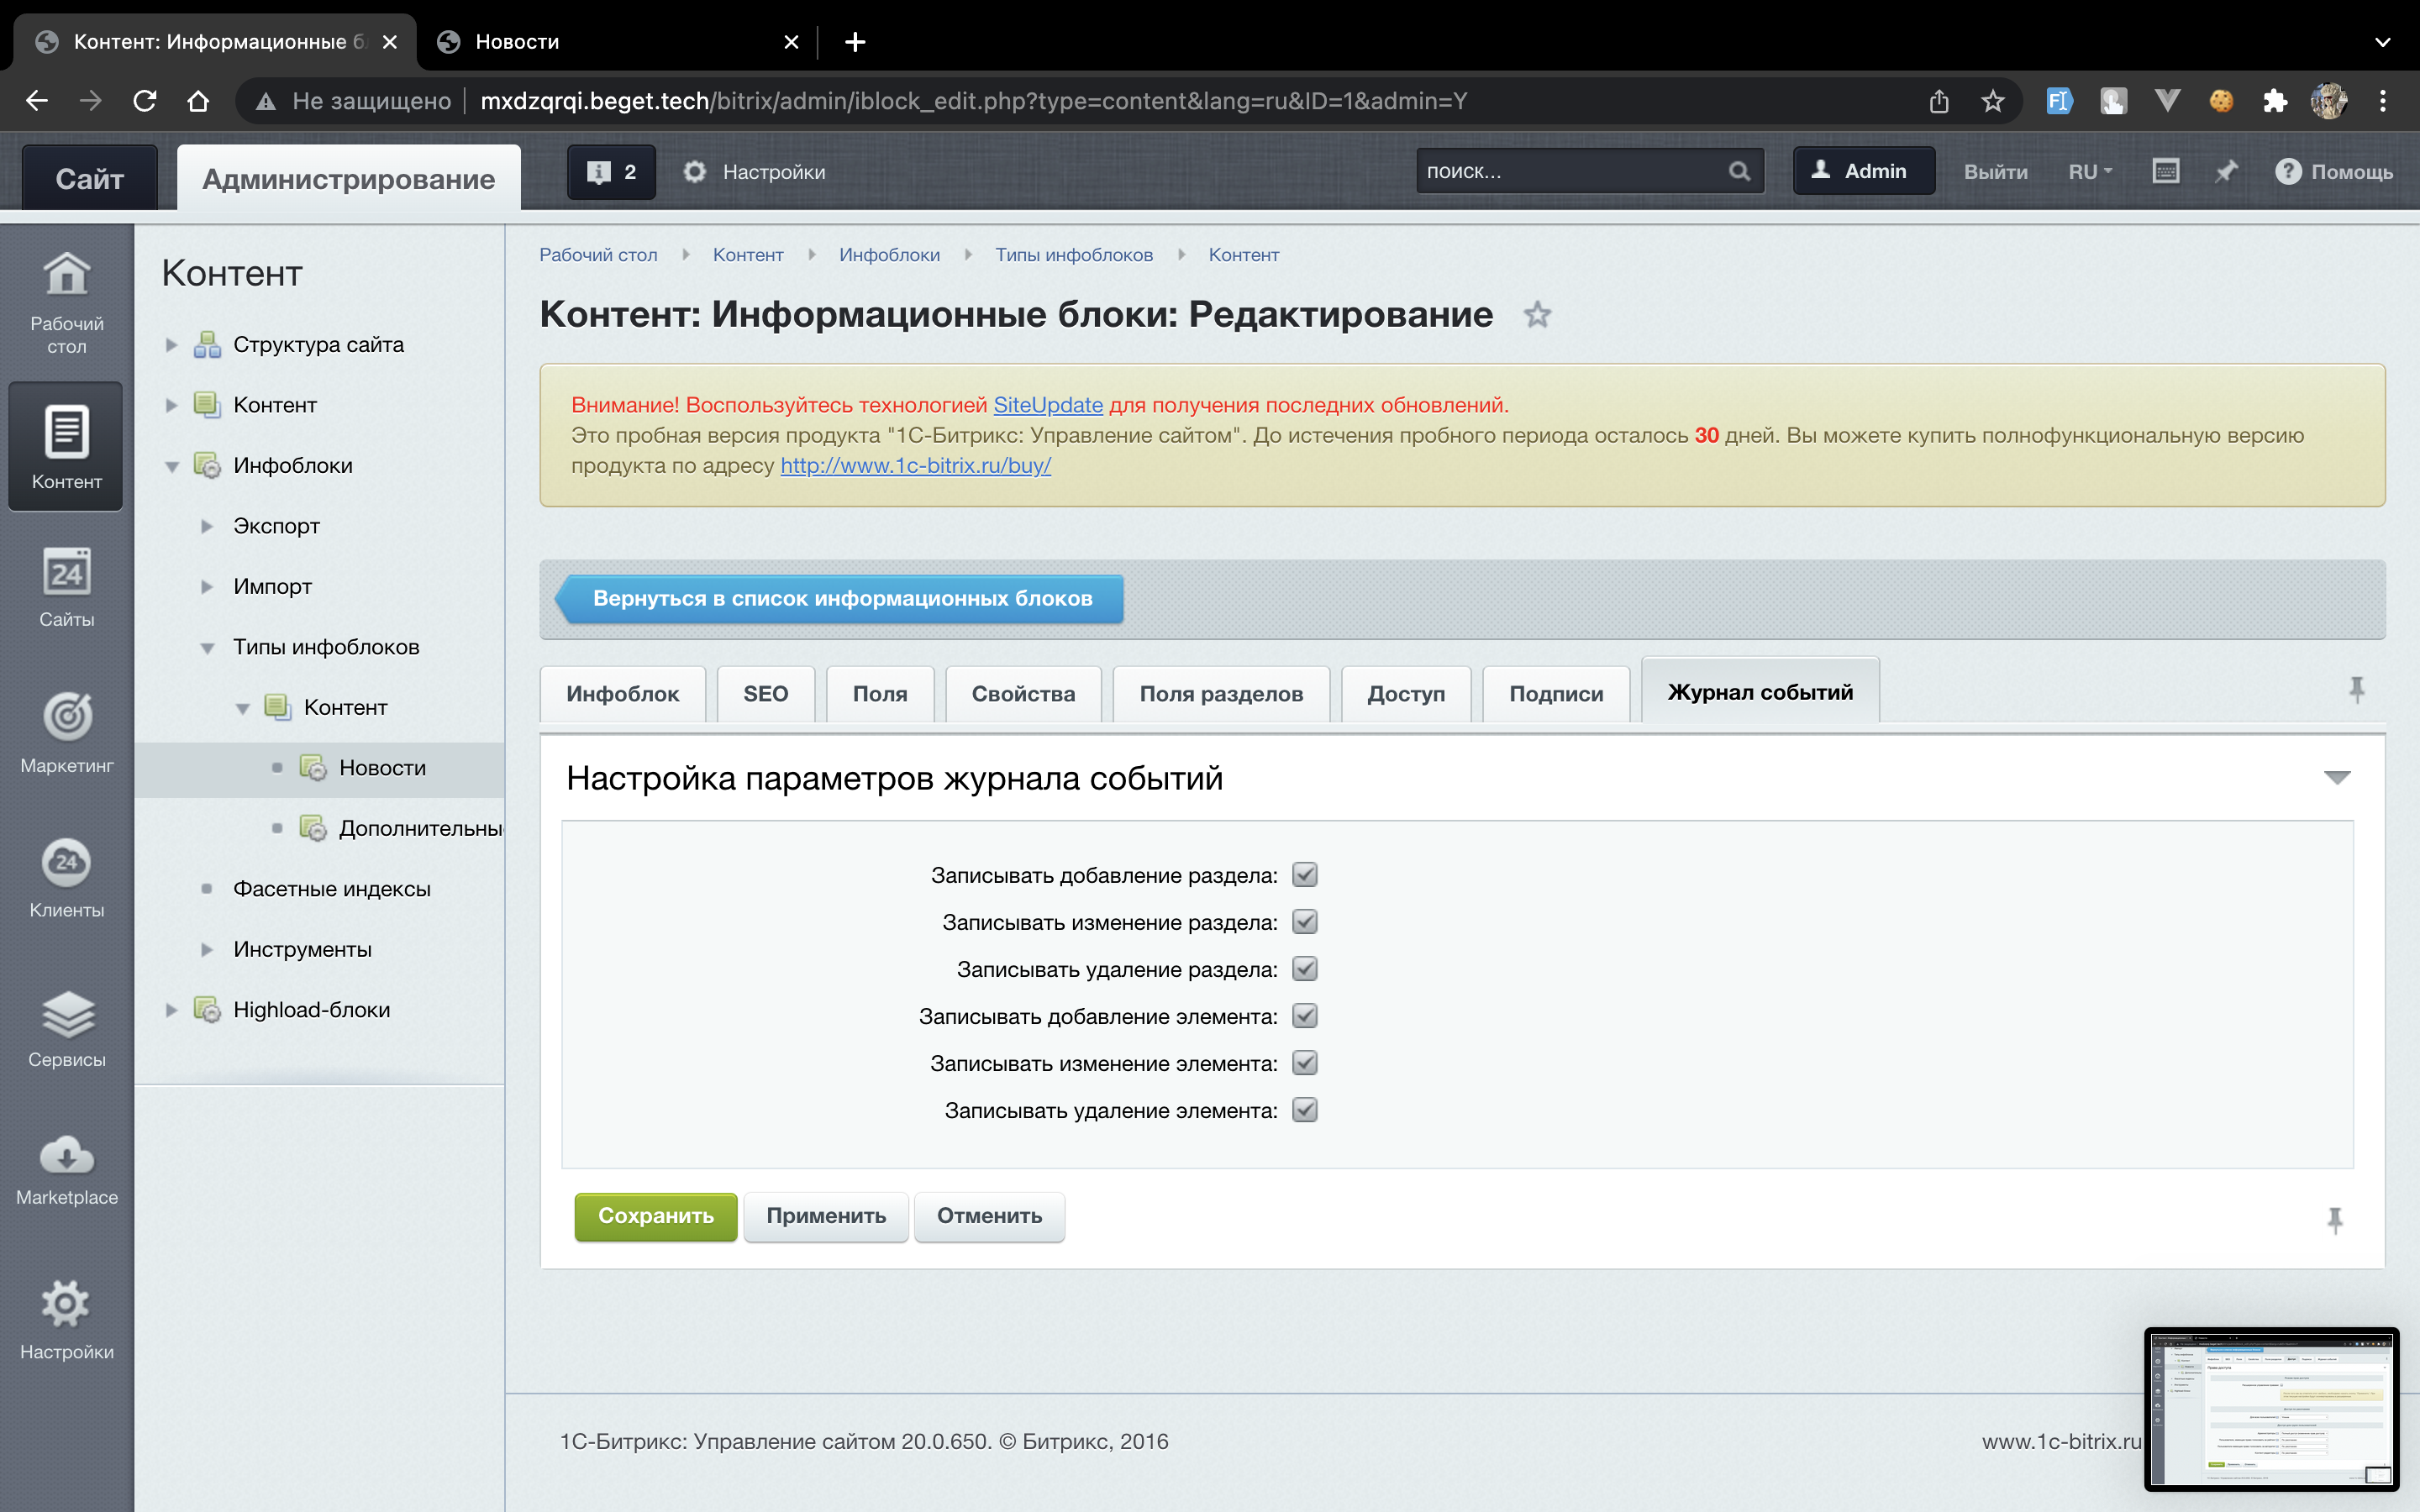 Контент: Информационные б
Новости
Не защищено
mxdzqrqi.beget.tech/bitrix/admin/iblock_edit.php?type=content&lang=ru&ID=1&admin=Y
Сайт
Администрирование
2
Настройки
поиск...
Admin
Выйти
RU
Помощь
Рабочий стол
Контент
24
Сайты
Маркетинг
24
Клиенты
Сервисы
Marketplace
Настройки
Контент
Структура сайта
Контент
Инфоблоки
Экспорт
Импорт
Типы инфоблоков
Контент
Новости
Дополнительны
Фасетные индексы
Инструменты
Highload-блоки
Рабочий стол Контент Инфоблоки Типы инфоблоков Контент
Контент: Информационные блоки: Редактирование
Внимание! Воспользуйтесь технологией SiteUpdate для получения последних обновлений.
Это пробная версия продукта "1С-Битрикс: Управление сайтом". До истечения пробного периода осталось 30 дней. Вы можете купить полнофункциональную версию
продукта по адресу http://www.1c-bitrix.ru/buy/
Вернуться в список информационных блоков
Инфоблок SEO Поля Свойства Поля разделов Доступ Подписи Журнал событий
Настройка параметров журнала событий
Записывать добавление раздела:
Записывать изменение раздела:
Записывать удаление раздела:
Записывать добавление элемента:
Записывать изменение элемента:
Записывать удаление элемента:
Сохранить Применить Отменить
1С-Битрикс: Управление сайтом 20.0.650. © Битрикс, 2016
www.1c-bitrix.ru